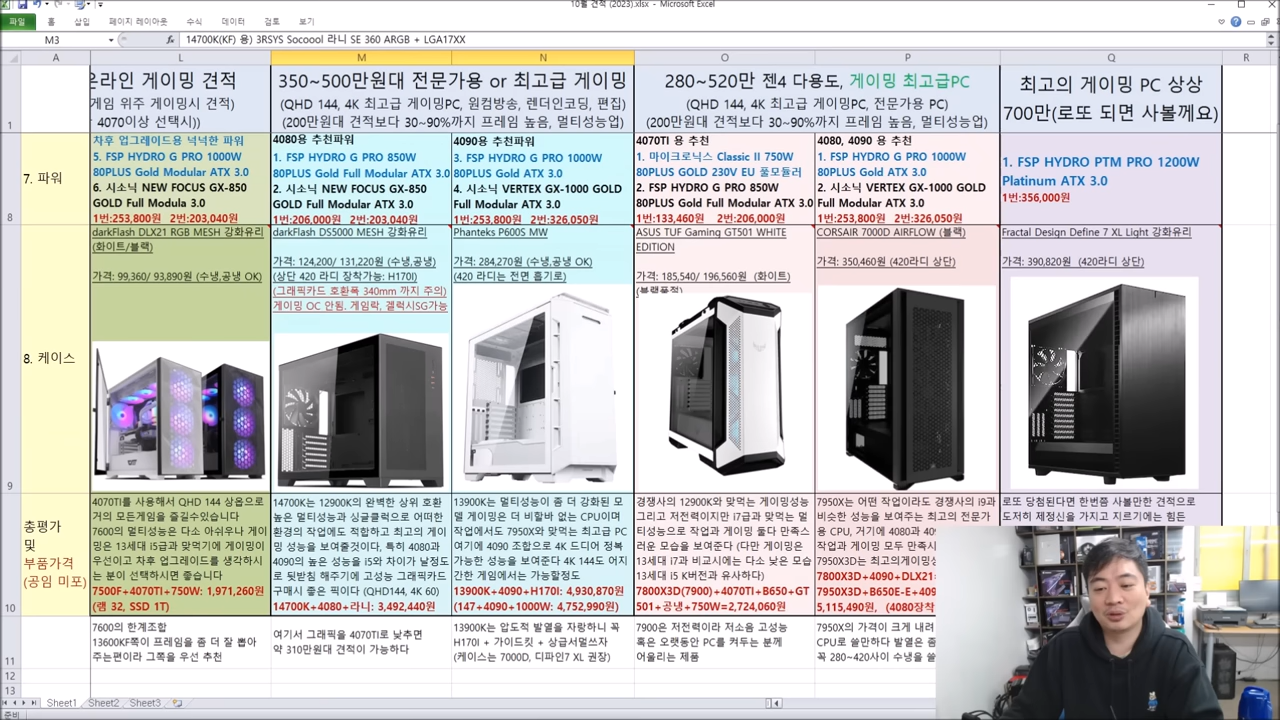 10월 견적 (2023).xlsx - Microsoft Excel
파일 홈 삽입 페이지 레이아웃 수식 데이터 검토 보기
M3 fx 14700K(KF) 용) 3RSYS Socoool 라니 SE 360 ARGB + LGA17XX
A L M N O P Q R
1
온라인 게이밍 견적
게임 위주 게이밍시 견적)
4070이상 선택시))
350~500만원대 전문가용 or 최고급 게이밍
(QHD 144, 4K 최고급 게이밍PC, 원컴방송, 렌더인코딩, 편집)
(200만원대 견적보다 30~90%까지 프레임 높음, 멀티성능업)
280~520만 젠4 다용도, 게이밍 최고급PC
(QHD 144, 4K 최고급 게이밍PC, 전문가용 PC)
(200만원대 견적보다 30~90%까지 프레임 높음, 멀티성능업)
최고의 게이밍 PC 상상
700만(로또 되면 사볼께요)
7. 파워
8
차후 업그레이드용 넉넉한 파워
5. FSP HYDRO G PRO 1000W
80PLUS Gold Modular ATX 3.0
6. 시소닉 NEW FOCUS GX-850
GOLD Full Modula 3.0
1번:253,800원 2번:203,040원
4080용 추천파워
1. FSP HYDRO G PRO 850W
80PLUS Gold Full Modular ATX 3.0
2. 시소닉 NEW FOCUS GX-850
GOLD Full Modular ATX 3.0
1번:206,000원 2번:203,040원
4090용 추천파워
3. FSP HYDRO G PRO 1000W
80PLUS Gold ATX 3.0
4. 시소닉 VERTEX GX-1000 GOLD
Full Modular ATX 3.0
1번:253,800원 2번:326,050원
4070TI 용 추천
1. 마이크로닉스 Classic II 750W
80PLUS GOLD 230V EU 풀모듈러
2. FSP HYDRO G PRO 850W
80PLUS Gold Full Modular ATX 3.0
1번:133,460원 2번:206,000원
4080, 4090 용 추천
1. FSP HYDRO G PRO 1000W
80PLUS Gold ATX 3.0
2. 시소닉 VERTEX GX-1000 GOLD
Full Modular ATX 3.0
1번:253,800원 2번:326,050원
1. FSP HYDRO PTM PRO 1200W
Platinum ATX 3.0
1번:356,000원
8. 케이스
9
darkFlash DLX21 RGB MESH 강화유리
(화이트/블랙)
가격: 99,360/ 93,890원 (수냉,공냉 OK)
darkFlash DS5000 MESH 강화유리
가격: 124,200/ 131,220원 (수냉,공냉)
(상단 420 라디 장착가능: H170I)
(그래픽카드 호환폭 340mm 까지 주의)
게이밍 OC 안됨. 게임락, 겔럭시SG가능
Phanteks P600S MW
가격: 284,270원 (수냉,공냉 OK)
(420 라디는 전면 흡기로)
ASUS TUF Gaming GT501 WHITE
EDITION
가격: 185,540/ 196,560원 (화이트)
(블랙품절)
CORSAIR 7000D AIRFLOW (블랙)
가격: 350,460원 (420라디 상단)
Fractal Design Define 7 XL Light 강화유리
가격: 390,820원 (420라디 상단)
총평가
및
부품가격
(공임 미포)
10
4070TI를 사용해서 QHD 144 상옵으로
거의 모든게임을 즐길수있습니다
7600의 멀티성능은 다소 아쉬우나 게이
밍은 13세대 i5급과 맞먹기에 게이밍이
우선이고 차후 업그레이드를 생각하시
는 분이 선택하시면 좋습니다
7500F+4070TI+750W: 1,971,260원
(램 32, SSD 1T)
14700K는 12900K의 완벽한 상위 호환
높은 멀티성능과 싱글쿨럭으로 어떠한
환경의 작업에도 적합하고 최고의 게이
밍 성능을 보여줄것이다, 특히 4080과
4090의 높은 성능에 i5와 차이가 날정도
로 뒷받침 해주기에 고성능 그래픽카드
구매시 좋은 픽이다 (QHD144, 4K 60)
14700K+4080+라니: 3,492,440원
13900K는 멀티성능이 좀 더 강화된 모
델 게이밍은 더 비할바 없는 CPU이며
작업에서도 7950X와 맞먹는 최고급 PC
여기에 4090 조합으로 4K 드디어 정복
가능한 성능을 보여준다 4K 144도 어지
간한 게임에서는 가능할정도
13900K+4090+H170I: 4,930,870원
(147+4090+1000W: 4,752,990원)
경쟁사의 12900K와 맞먹는 게이밍성능
그리고 저전력이지만 i7급과 맞먹는 멀
티성능으로 작업과 게이밍 둘다 만족스
러운 모습을 보여준다 (다만 게이밍은
13세대 i7과 비교시에는 다소 낮은 모습
13세대 i5 K버전과 유사하다)
7800X3D(7900)+4070TI+B650+GT
501+공냉+750W=2,724,060원
7950X는 어떤 작업이라도 경쟁사의 i9과
비슷한 성능을 보여주는 최고의 전문가
용 CPU, 거기에 4080과 40
작업과 게이밍 모두 만족시
7950X3D는 최고의게이밍성
7800X3D+4090+DLX21=
7950X3D+B650E-E+409
5,115,490원, (4080장착
로또 당첨된다면 한번쯤 사볼만한 견적으로
도저히 제정신을 가지고 지르기에는 힘든
11
7600의 한계조합
13600KF쪽이 프레임을 좀 더 잘 뽑아
주는편이라 그쪽을 우선 추천
여기서 그래픽을 4070TI로 낮추면
약 310만원대 견적이 가능하다
13900K는 압도적 발열을 자랑하니 꼭
H170I + 가이드킷 + 상급서멀쓰자
(케이스는 7000D, 디파인7 XL 권장)
7900은 저전력이라 저소음 고성능
혹은 오랫동안 PC를 켜두는 분께
어울리는 제품
7950X의 가격이 크게 내려
CPU로 쓸만하다 발열은 좀
꼭 280~420사이 수냉을 쓸
12
13
Sheet1 Sheet2 Sheet3
준비